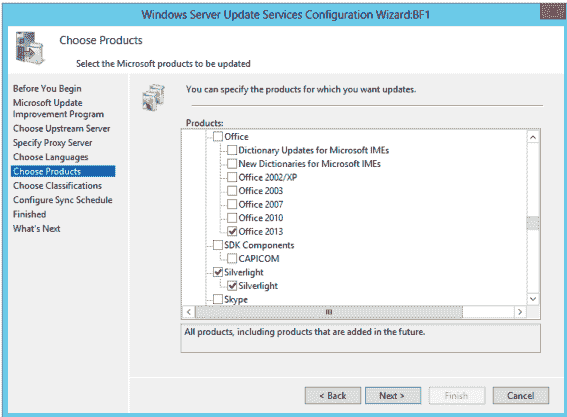 Windows Server Update Services Configuration Wizard:BF1
Choose Products
Select the Microsoft products to be updated
Before You Begin
Microsoft Update
Improvement Program
Choose Upstream Server
Specify Proxy Server
Choose Languages
Choose Products
Choose Classifications
Configure Sync Schedule
Finished
What's Next
You can specify the products for which you want updates.
Products:
Office
Dictionary Updates for Microsoft IMEs
New Dictionaries for Microsoft IMEs
Office 2002/XP
Office 2003
Office 2007
Office 2010
Office 2013
SDK Components
CAPICOM
Silverlight
Silverlight
Skype
All products, including products that are added in the future.
< Back
Next >
Finish
Cancel